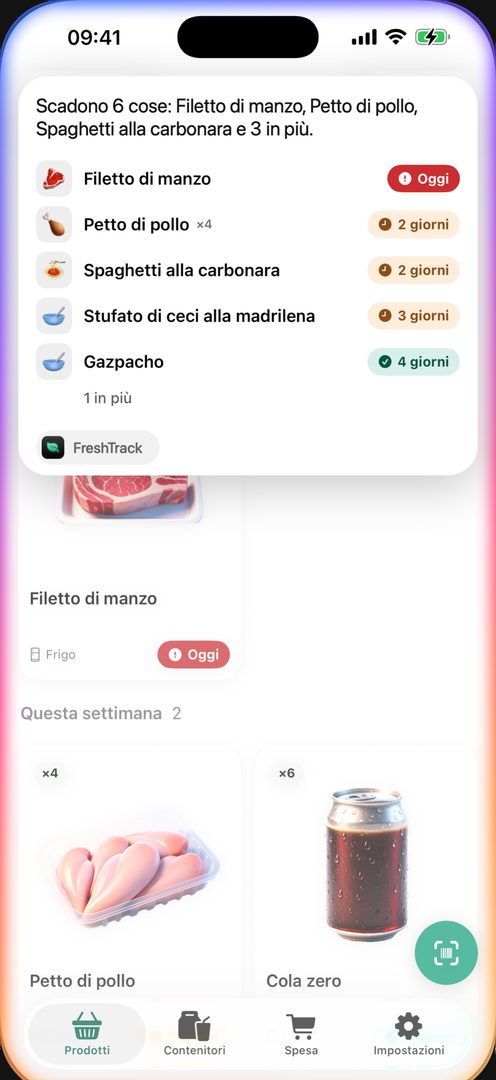 09:41
Scadono 6 cose: Filetto di manzo, Petto di pollo,
Spaghetti alla carbonara e 3 in più.
Filetto di manzo Oggi
Petto di pollo ×4 2 giorni
Spaghetti alla carbonara 2 giorni
Stufato di ceci alla madrilena 3 giorni
Gazpacho 4 giorni
1 in più
FreshTrack
Filetto di manzo
Frigo Oggi
Questa settimana 2
×4 ×6
Petto di pollo Cola zero
Prodotti Contenitori Spesa Impostazioni